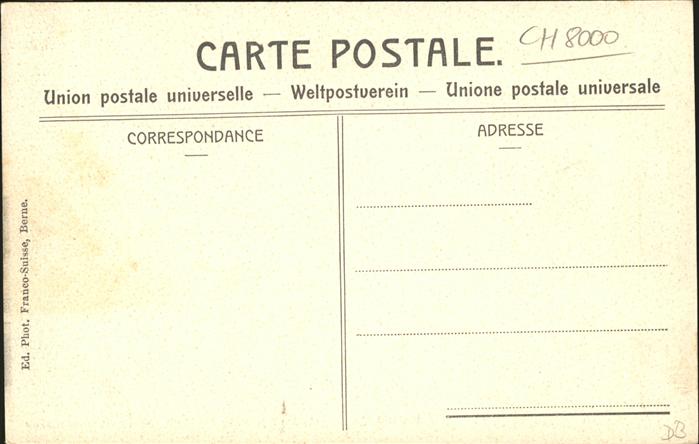 CARTE POSTALE.
CH 8000
Union postale universelle — Weltpostverein — Unione postale universale
CORRESPONDANCE
ADRESSE
Ed. Phot. Franco-Suisse, Berne.
DB